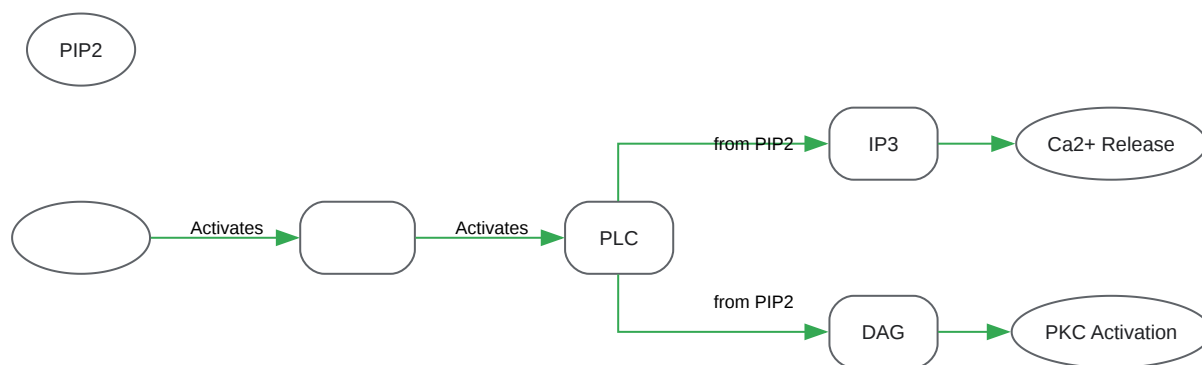 PIP2
from PIP2
IP3
Ca2+ Release
Activates
Activates
PLC
from PIP2
DAG
PKC Activation